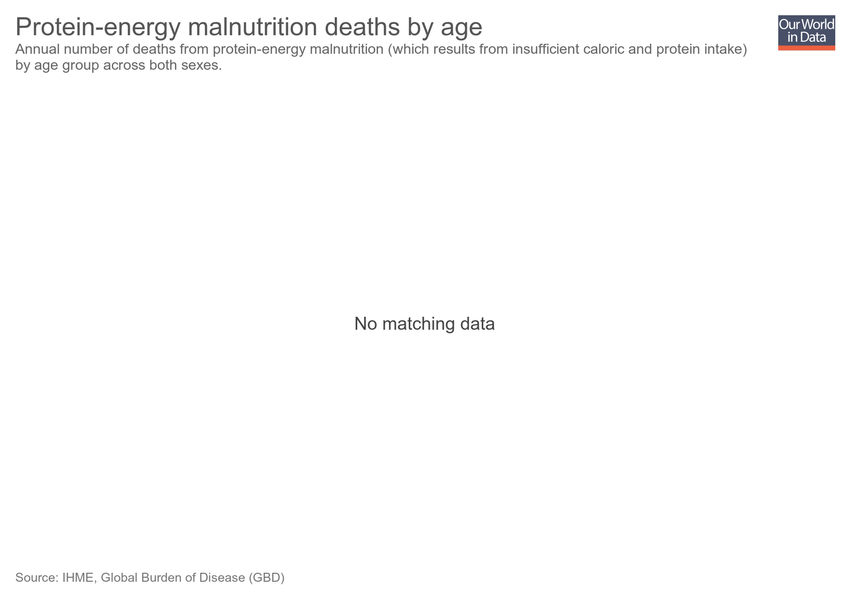 Protein-energy malnutrition deaths by age
Annual number of deaths from protein-energy malnutrition (which results from insufficient caloric and protein intake)
by age group across both sexes.
Our World
in Data
No matching data
Source: IHME, Global Burden of Disease (GBD)